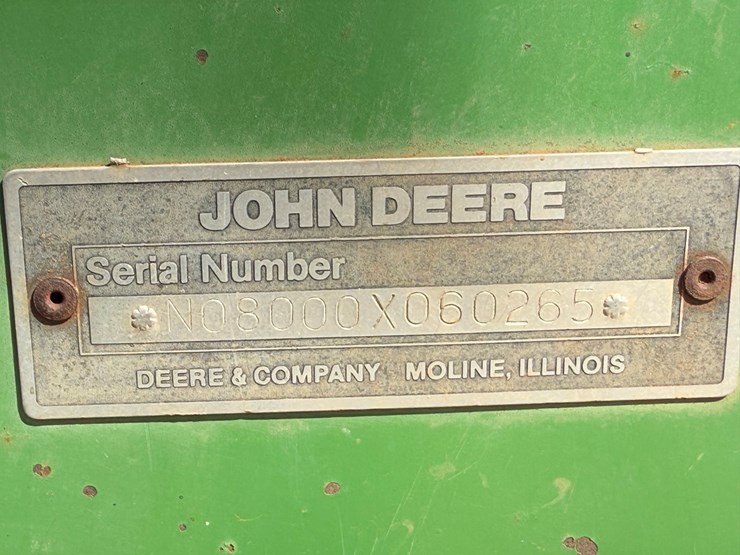 JOHN DEERE
Serial Number
*N08000X060265*
DEERE & COMPANY MOLINE, ILLINOIS